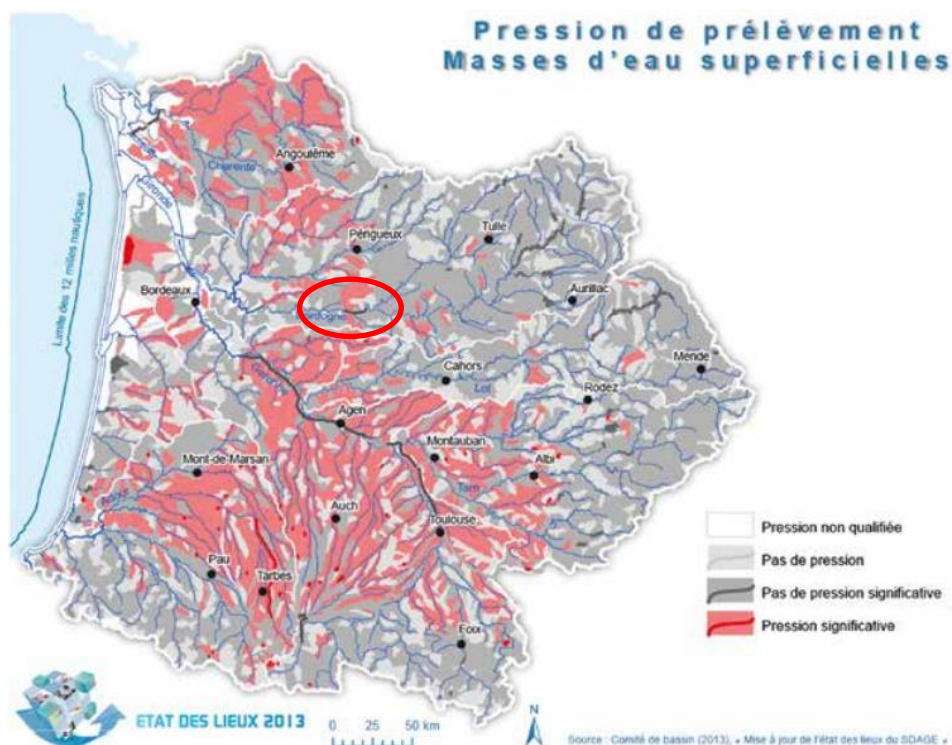 Pression de prélèvement
Masses d'eau superficielles
Limite des 12 milles nautiques
Angoulême
Charente
Gironde
Périgueux
Tulle
Bordeaux
Aurillac
Dordogne
Mende
Cahors
Lot
Rodez
Garonne
Agen
Montauban
Albi
Mont-de-Marsan
Tarn
Adour
Auch
Toulouse
Pau
Tarbes
Foix
Pression non qualifiée
Pas de pression
Pas de pression significative
Pression significative
ETAT DES LIEUX 2013
0 25 50 km
N
Source : Comité de bassin (2013), « Mise à jour de l'état des lieux du SDAGE »